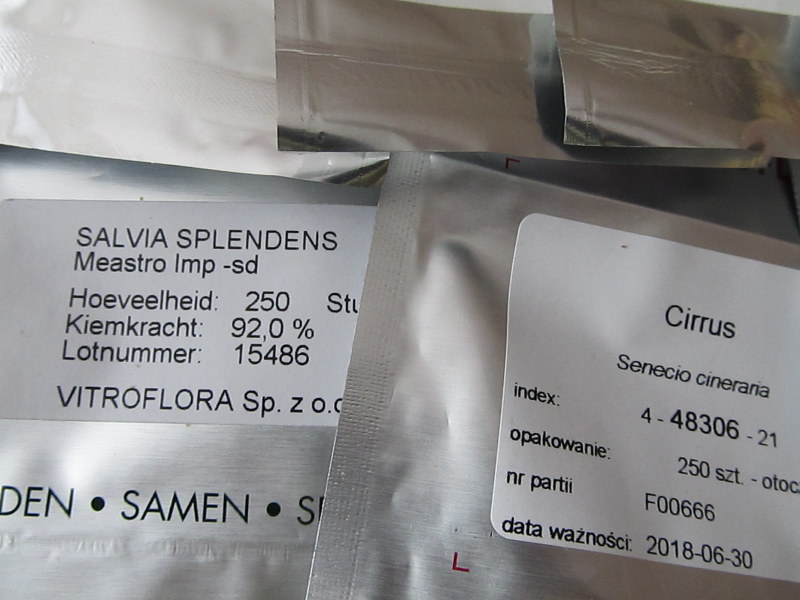 SALVIA SPLENDENS
Meastro Imp -sd
Hoeveelheid: 250
Kiemkracht: 92,0 %
Lotnummer: 15486
VITROFLORA Sp. z o.o
• SAMEN •
Cirrus
Senecio cineraria
index: 4 - 48306 - 21
opakowanie: 250 szt. -
nr partii F00666
data ważności: 2018-06-30